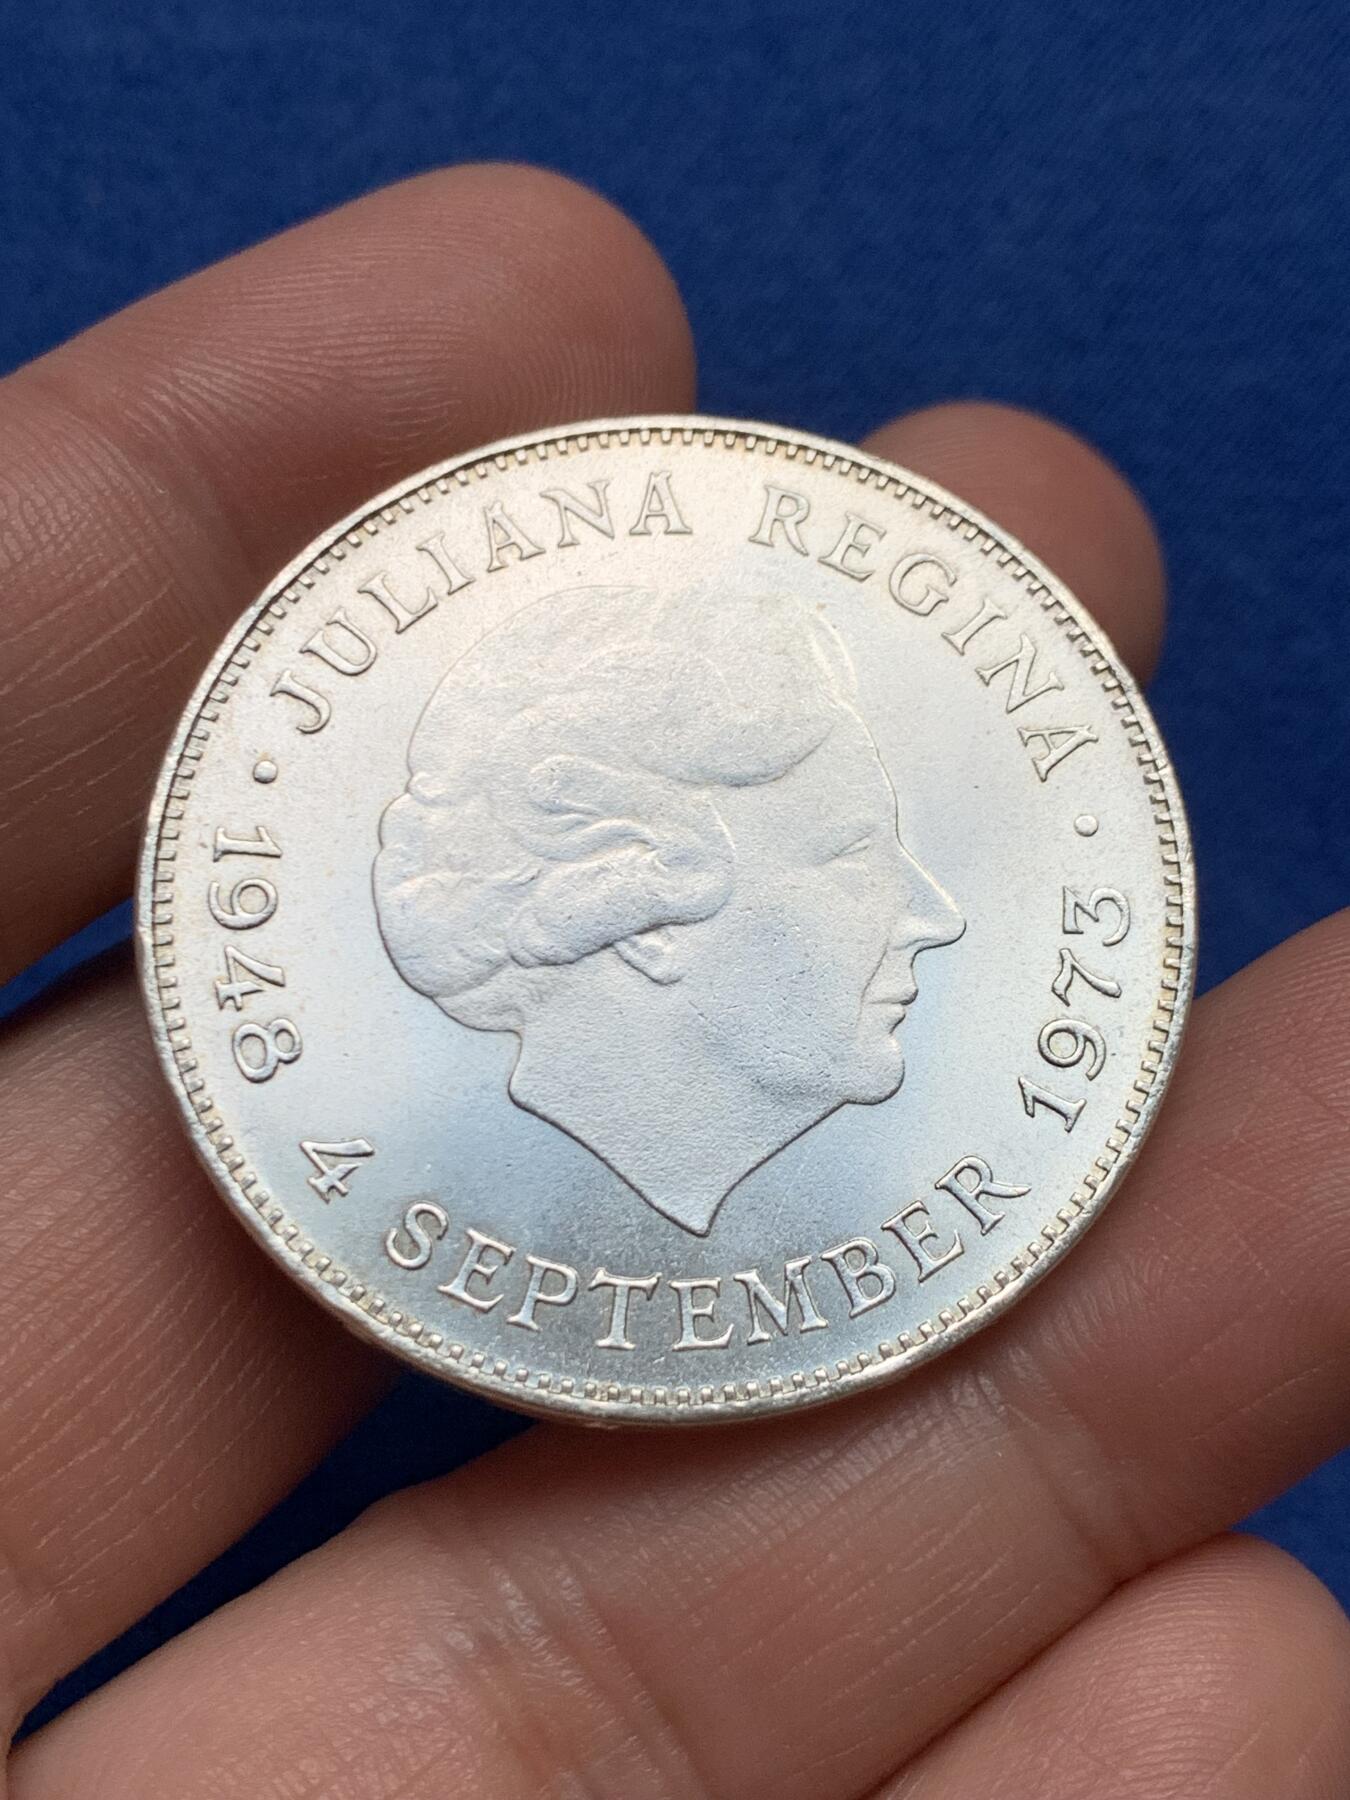 JULIANA REGINA ·
1948 4 SEPTEMBER 1973 ·